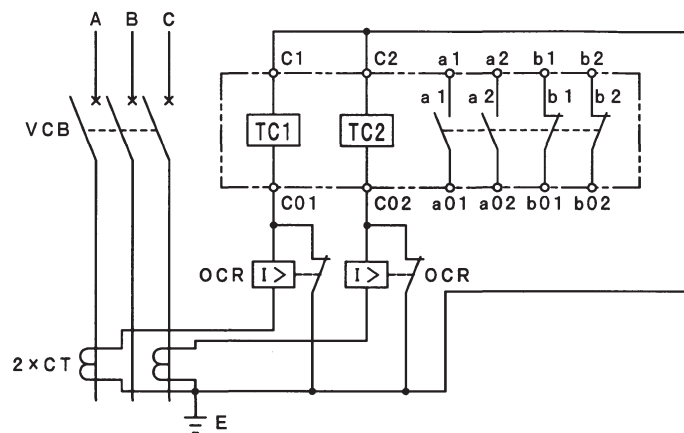 A B C
C1 C2 a1 a2 b1 b2
a1 a2 b1 b2
VCB
TC1 TC2
C01 C02 a01 a02 b01 b02
OCR I> I> OCR
2×CT
E